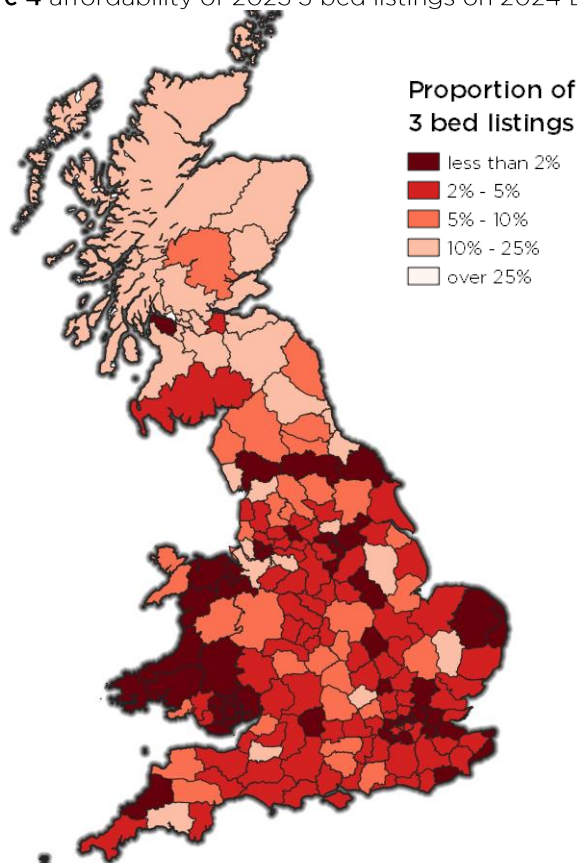 4 affordability of 2023 3 bed listings on 2024
Proportion of
3 bed listings
less than 2%
2% - 5%
5% - 10%
10% - 25%
over 25%